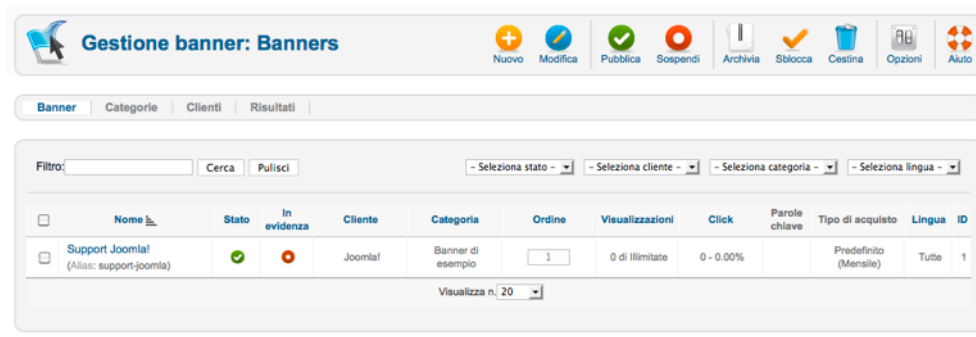 Gestione banner: Banners
Nuovo Modifica Pubblica Sospendi Archivia Sblocca Cestina Opzioni Aiuto
Banner Categorie Clienti Risultati
Filtro: Cerca Pulisci - Seleziona stato - - Seleziona cliente - - Seleziona categoria - - Seleziona lingua -
Nome Stato In evidenza Cliente Categoria Ordine Visualizzazioni Click Parole chiave Tipo di acquisto Lingua ID
Support Joomla! Joomla! Banner di esempio 1 0 di Illimitate 0 - 0.00% Predefinito (Mensile) Tutte 1
(Alias: support-joomla)
Visualizza n. 20